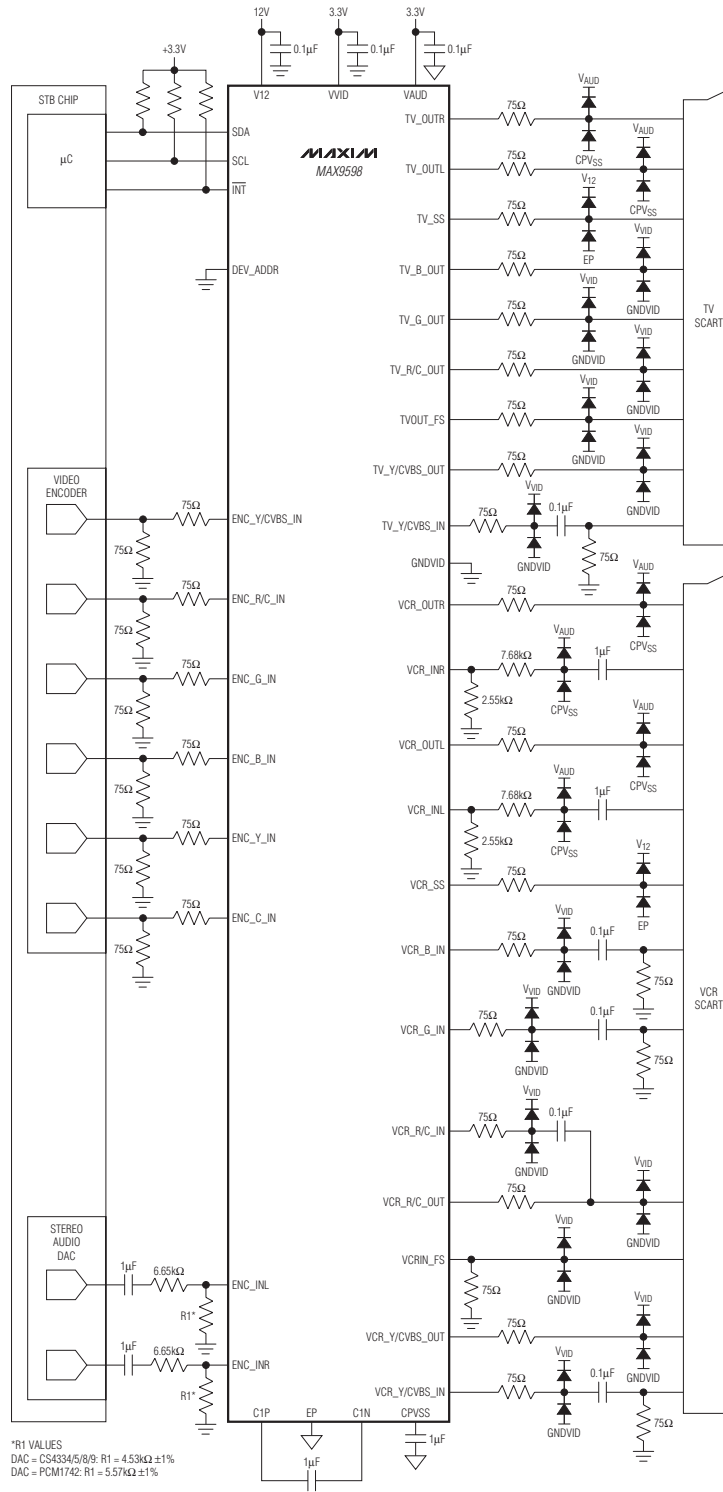 12V
3.3V
3.3V
0.1µF
0.1µF
0.1µF
+3.3V
V12
VVID
VAUD
STB CHIP
µC
SDA
SCL
INT
MAXIM
MAX9598
DEV_ADDR
TV_OUTR
75Ω
VAUD
CPVSS
TV_OUTL
75Ω
VAUD
CPVSS
TV_SS
75Ω
V12
EP
TV_B_OUT
75Ω
VVID
GNDVID
TV_G_OUT
75Ω
VVID
GNDVID
TV_R/C_OUT
75Ω
VVID
GNDVID
TVOUT_FS
75Ω
VVID
GNDVID
TV_Y/CVBS_OUT
75Ω
VVID
GNDVID
TV_Y/CVBS_IN
75Ω
VVID
GNDVID
0.1µF
75Ω
GNDVID
TV
SCART
VIDEO
ENCODER
75Ω
75Ω
ENC_Y/CVBS_IN
75Ω
75Ω
ENC_R/C_IN
75Ω
75Ω
ENC_G_IN
75Ω
75Ω
ENC_B_IN
75Ω
75Ω
ENC_Y_IN
75Ω
75Ω
ENC_C_IN
VCR_OUTR
75Ω
VAUD
CPVSS
VCR_INR
7.68kΩ
2.55kΩ
VAUD
CPVSS
1µF
VCR_OUTL
75Ω
VAUD
CPVSS
VCR_INL
7.68kΩ
2.55kΩ
VAUD
CPVSS
1µF
VCR_SS
75Ω
V12
EP
VCR_B_IN
75Ω
VVID
GNDVID
0.1µF
75Ω
VCR_G_IN
75Ω
VVID
GNDVID
0.1µF
75Ω
VCR
SCART
VCR_R/C_IN
75Ω
VVID
GNDVID
0.1µF
VCR_R/C_OUT
75Ω
VVID
GNDVID
VCRIN_FS
75Ω
VVID
GNDVID
VCR_Y/CVBS_OUT
75Ω
VVID
GNDVID
VCR_Y/CVBS_IN
75Ω
VVID
GNDVID
0.1µF
75Ω
STEREO
AUDIO
DAC
1µF
6.65kΩ
ENC_INL
R1*
1µF
6.65kΩ
ENC_INR
R1*
C1P
EP
C1N
CPVSS
1µF
1µF
*R1 VALUES
DAC = CS4334/5/8/9: R1 = 4.53kΩ ±1%
DAC = PCM1742: R1 = 5.57kΩ ±1%